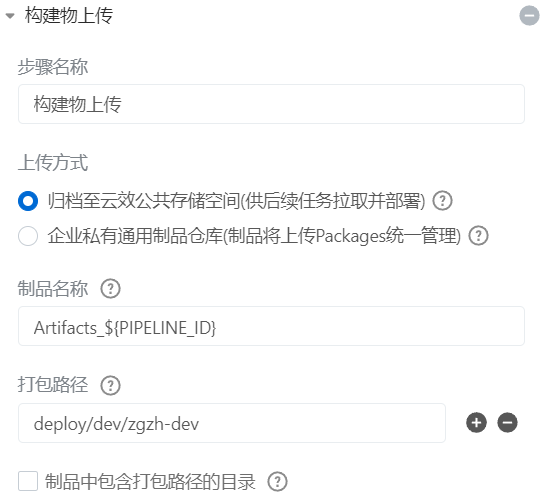 构建物上传
步骤名称
构建物上传
上传方式
归档至云效公共存储空间(供后续任务拉取并部署)
企业私有通用制品仓库(制品将上传Packages统一管理)
制品名称
Artifacts_${PIPELINE_ID}
打包路径
deploy/dev/zgzh-dev
制品中包含打包路径的目录